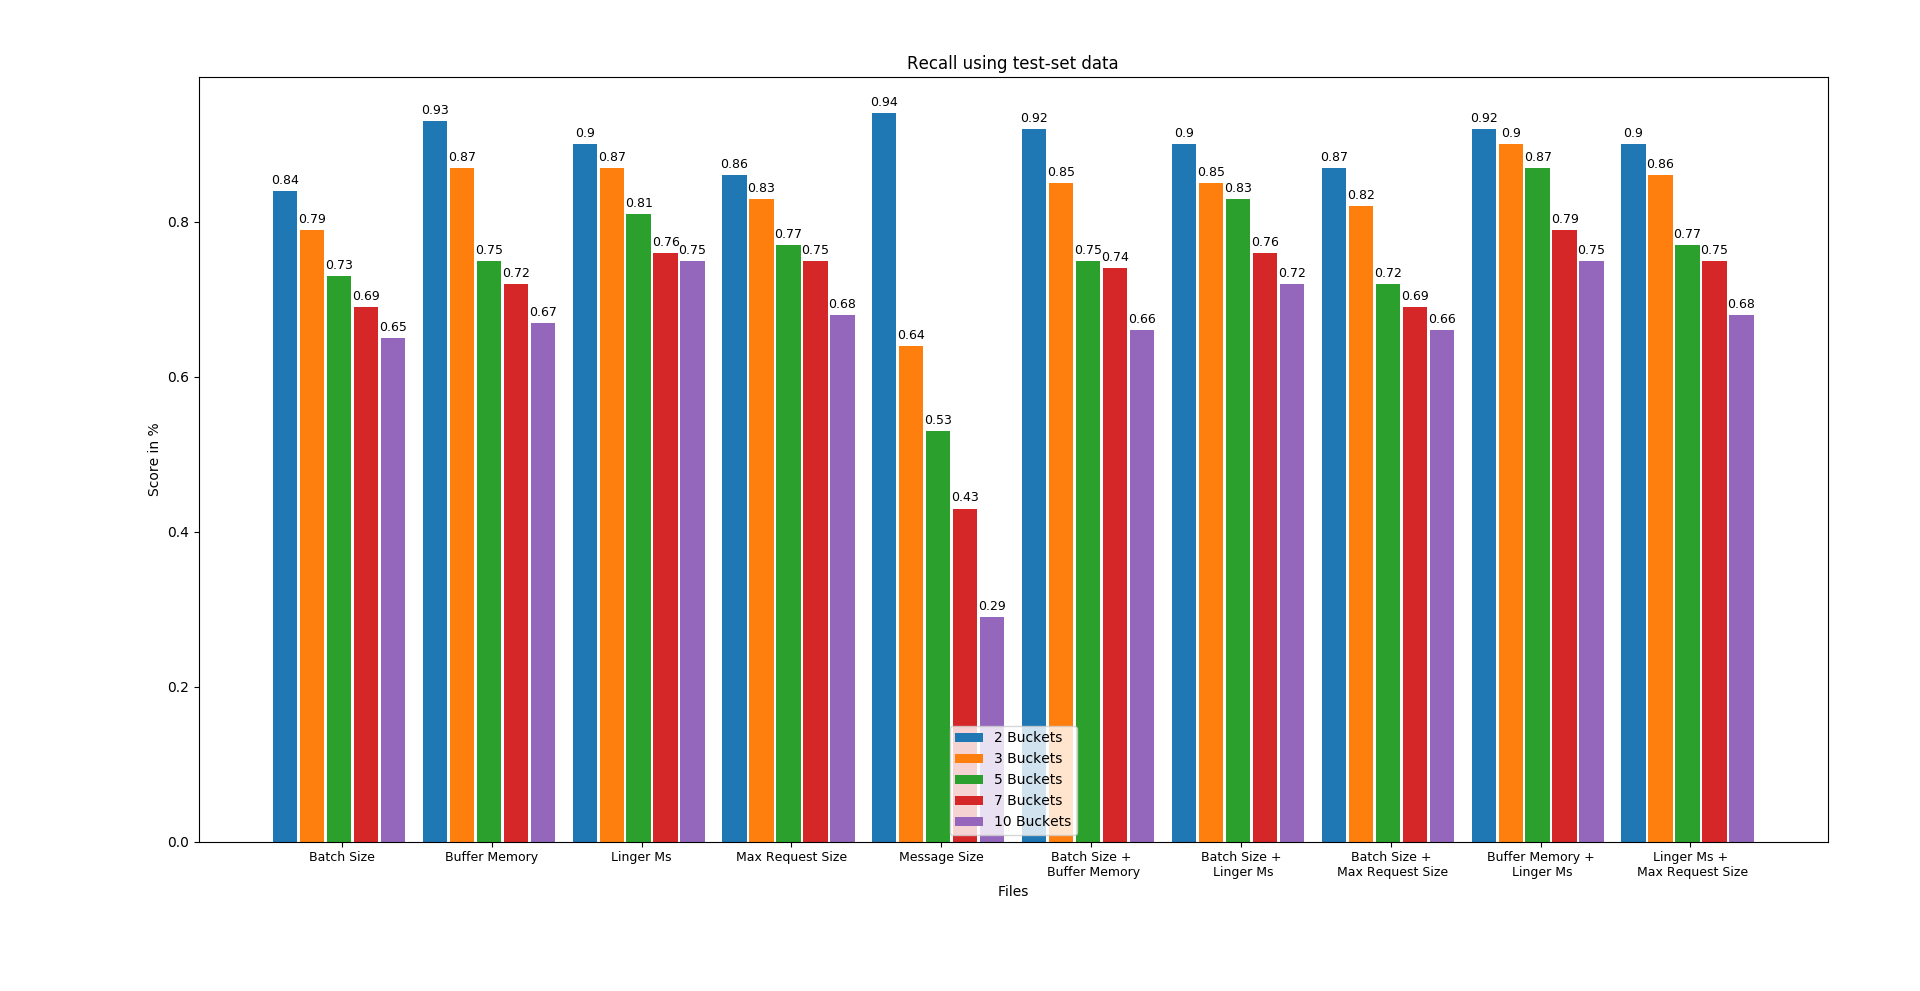 Recall using test-set data
0.84
0.79
0.73
0.69
0.65
0.93
0.87
0.75
0.72
0.67
0.9
0.87
0.81
0.76
0.75
0.86
0.83
0.77
0.75
0.68
0.94
0.64
0.53
0.43
0.29
0.92
0.85
0.75
0.74
0.66
0.9
0.85
0.83
0.76
0.72
0.87
0.82
0.72
0.69
0.66
0.92
0.9
0.87
0.79
0.75
0.9
0.86
0.77
0.75
0.68
0.8
0.6
0.4
0.2
0.0
Score in %
2 Buckets
3 Buckets
5 Buckets
7 Buckets
10 Buckets
Batch Size
Buffer Memory
Linger Ms
Max Request Size
Message Size
Batch Size +
Buffer Memory
Batch Size +
Linger Ms
Batch Size +
Max Request Size
Buffer Memory +
Linger Ms
Linger Ms +
Max Request Size
Files